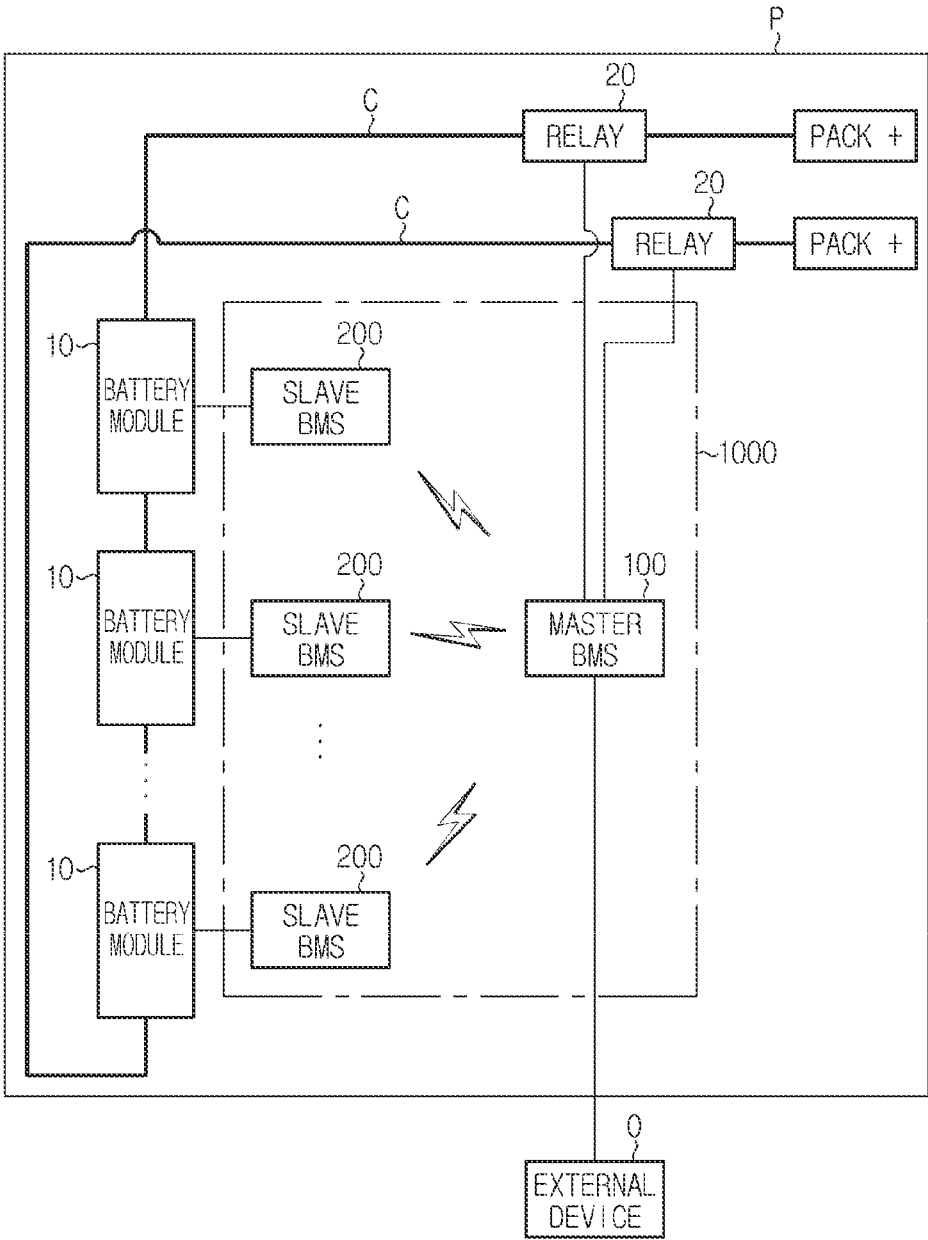 P
20
C
RELAY
PACK +
20
C
RELAY
PACK +
10
BATTERY
MODULE
200
SLAVE
BMS
1000
10
BATTERY
MODULE
200
SLAVE
BMS
100
MASTER
BMS
10
BATTERY
MODULE
200
SLAVE
BMS
O
EXTERNAL
DEVICE